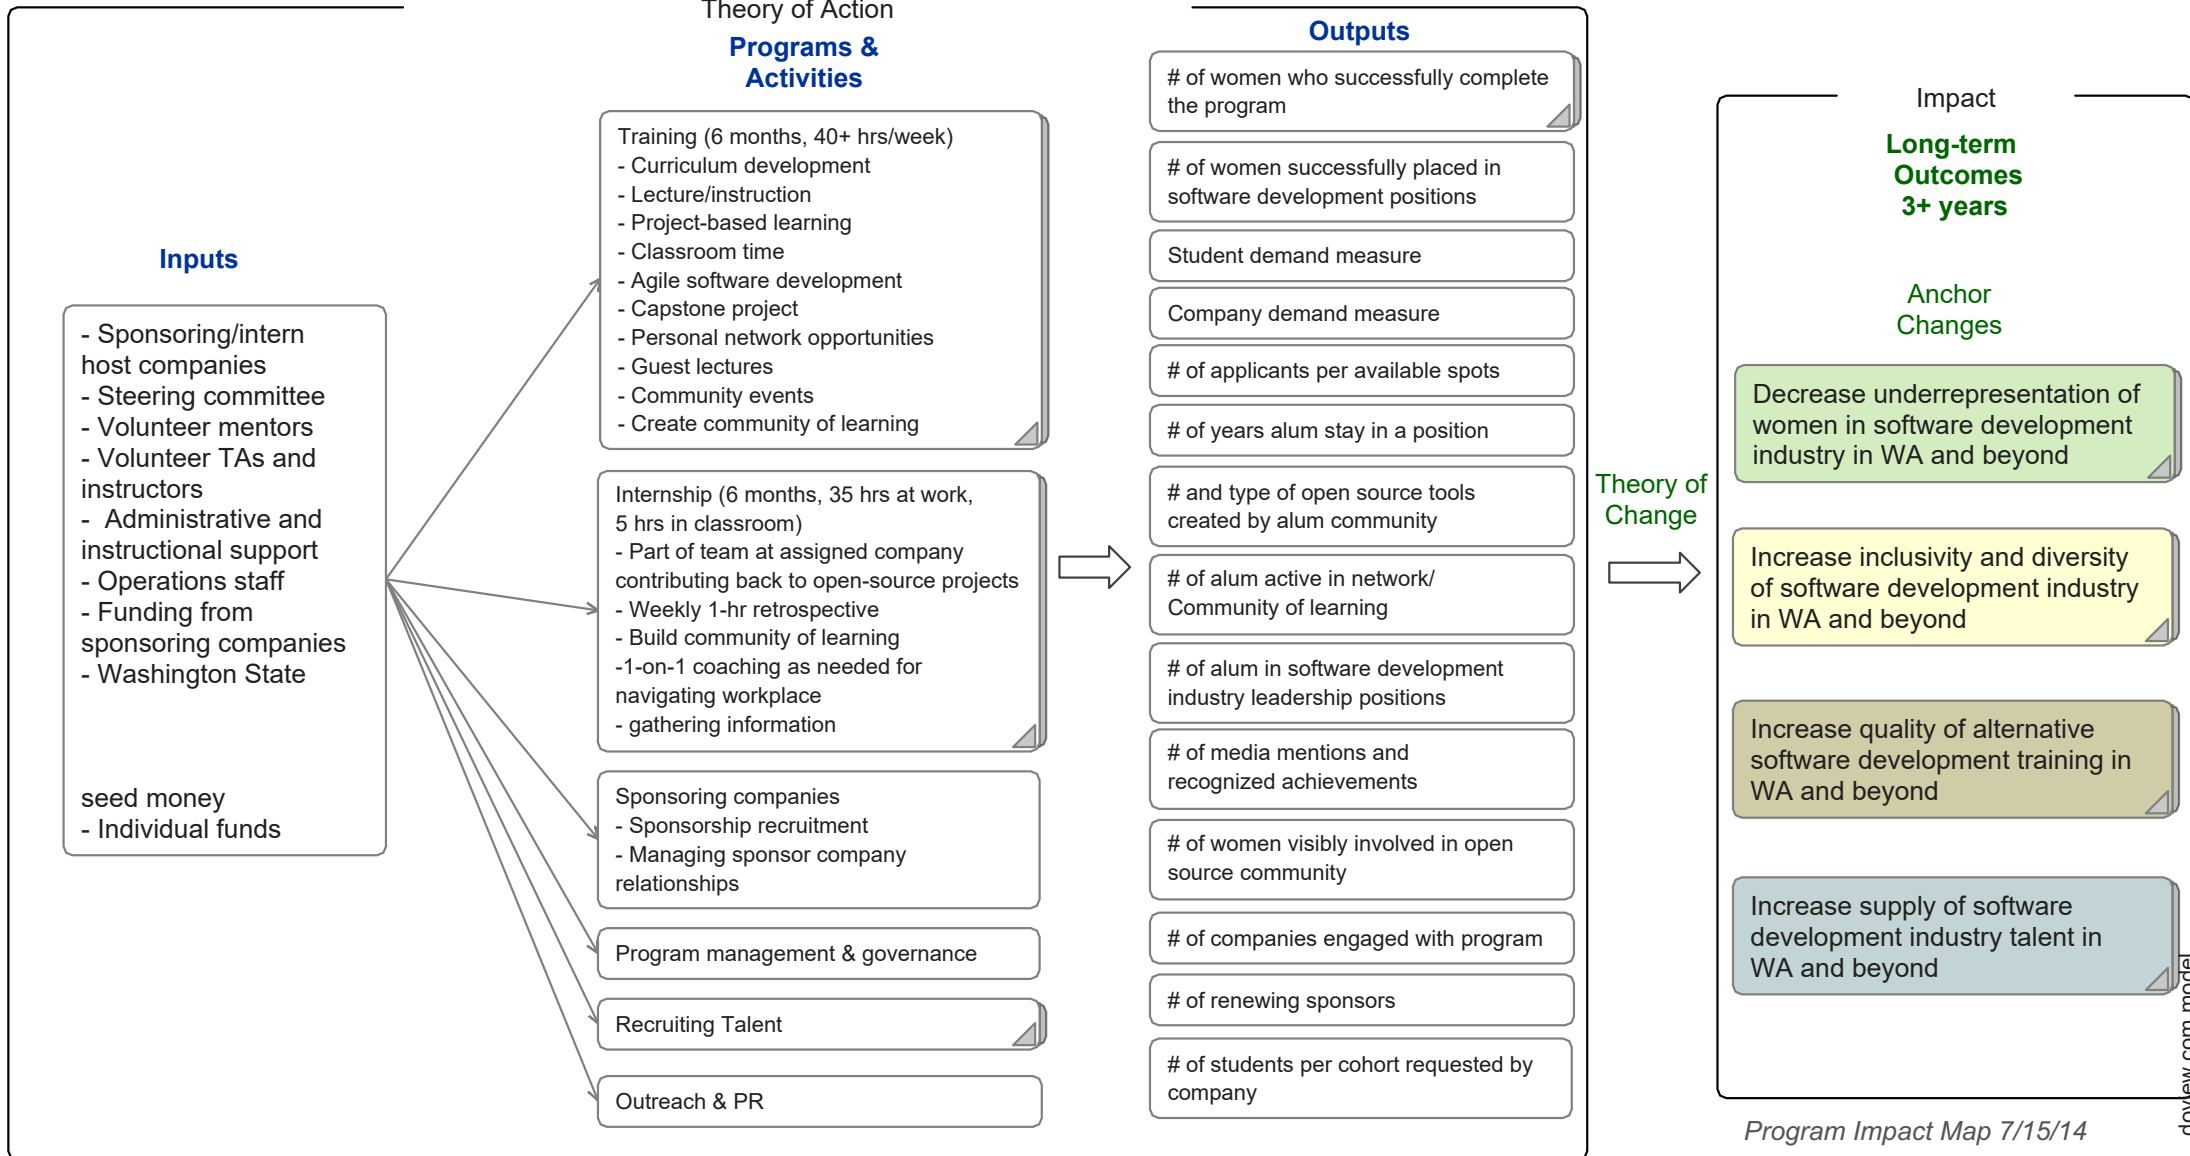 Theory of Action
Inputs
- Sponsoring/intern
host companies
- Steering committee
- Volunteer mentors
- Volunteer TAs and
instructors
-  Administrative and
instructional support
- Operations staff
- Funding from
sponsoring companies
- Washington State
seed money
- Individual funds
Programs &
Activities
Training (6 months, 40+ hrs/week)
- Curriculum development
- Lecture/instruction
- Project-based learning
- Classroom time
- Agile software development
- Capstone project
- Personal network opportunities
- Guest lectures
- Community events
- Create community of learning
Internship (6 months, 35 hrs at work,
5 hrs in classroom)
- Part of team at assigned company
contributing back to open-source projects
- Weekly 1-hr retrospective
- Build community of learning
-1-on-1 coaching as needed for
navigating workplace
- gathering information
Sponsoring companies
- Sponsorship recruitment
- Managing sponsor company
relationships
Program management & governance
Recruiting Talent
Outreach & PR
Outputs
# of women who successfully complete
the program
# of women successfully placed in
software development positions
Student demand measure
Company demand measure
# of applicants per available spots
# of years alum stay in a position
# and type of open source tools
created by alum community
# of alum active in network/
Community of learning
# of alum in software development
industry leadership positions
# of media mentions and
recognized achievements
# of women visibly involved in open
source community
# of companies engaged with program
# of renewing sponsors
# of students per cohort requested by
company
Theory of
Change
Impact
Long-term
Outcomes
3+ years
Anchor
Changes
Decrease underrepresentation of
women in software development
industry in WA and beyond
Increase inclusivity and diversity
of software development industry
in WA and beyond
Increase quality of alternative
software development training in
WA and beyond
Increase supply of software
development industry talent in
WA and beyond
Program Impact Map 7/15/14
doview.com model